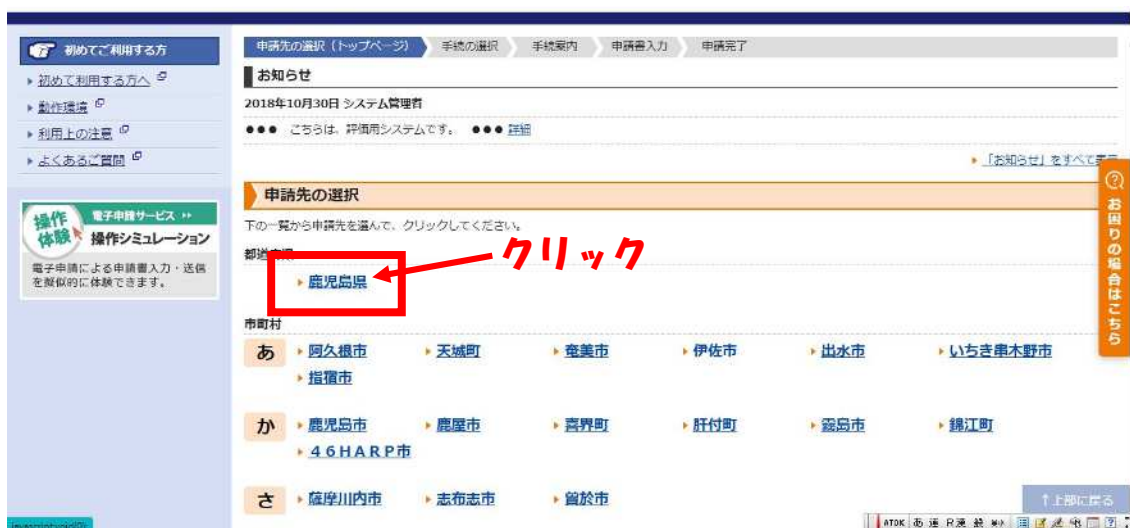 初めてご利用する方
初めて利用する方へ
動作環境
利用上の注意
よくあるご質問
操作体験
電子申請サービス
操作シミュレーション
電子申請による申請書入力・送信
を疑似的に体験できます。
申請先の選択（トップページ） 手続の選択 手続案内 申請書入力 申請完了
お知らせ
2018年10月30日 システム管理者
●●● こちらは、評価用システムです。 ●●● 詳細
「お知らせ」をすべて表示
申請先の選択
下の一覧から申請先を選んで、クリックしてください。
都道府県
クリック
鹿児島県
市町村
あ 阿久根市 天城町 奄美市 伊佐市 出水市 いちき串木野市
指宿市
か 鹿児島市 鹿屋市 喜界町 肝付町 霧島市 錦江町
４６ＨＡＲＰ市
さ 薩摩川内市 志布志市 曽於市
↑上部に戻る
? お困りの場合はこちら
ATOK あ 連 R漢